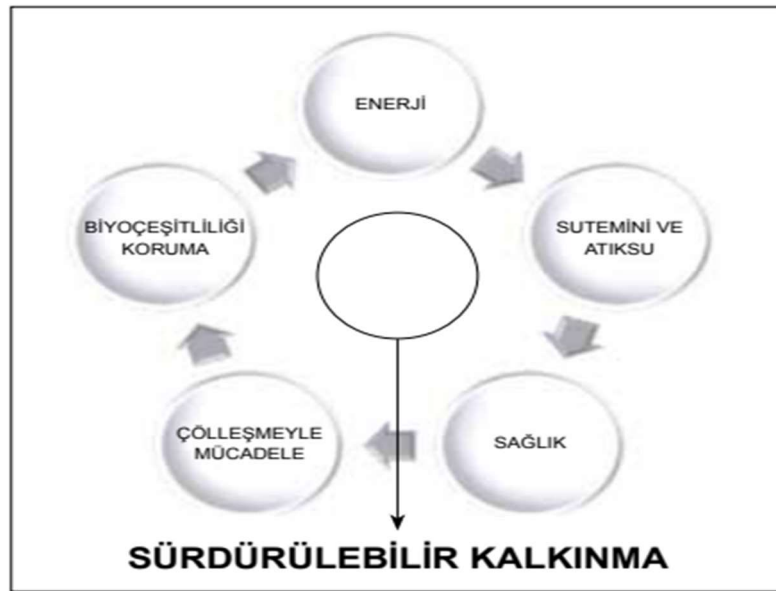 ENERJİ
SUTEMİNİ VE
ATIKSU
SAĞLIK
ÇÖLLEŞMEYLE
MÜCADELE
BİYOÇEŞİTLİLİĞİ
KORUMA
SÜRDÜRÜLEBİLİR KALKINMA